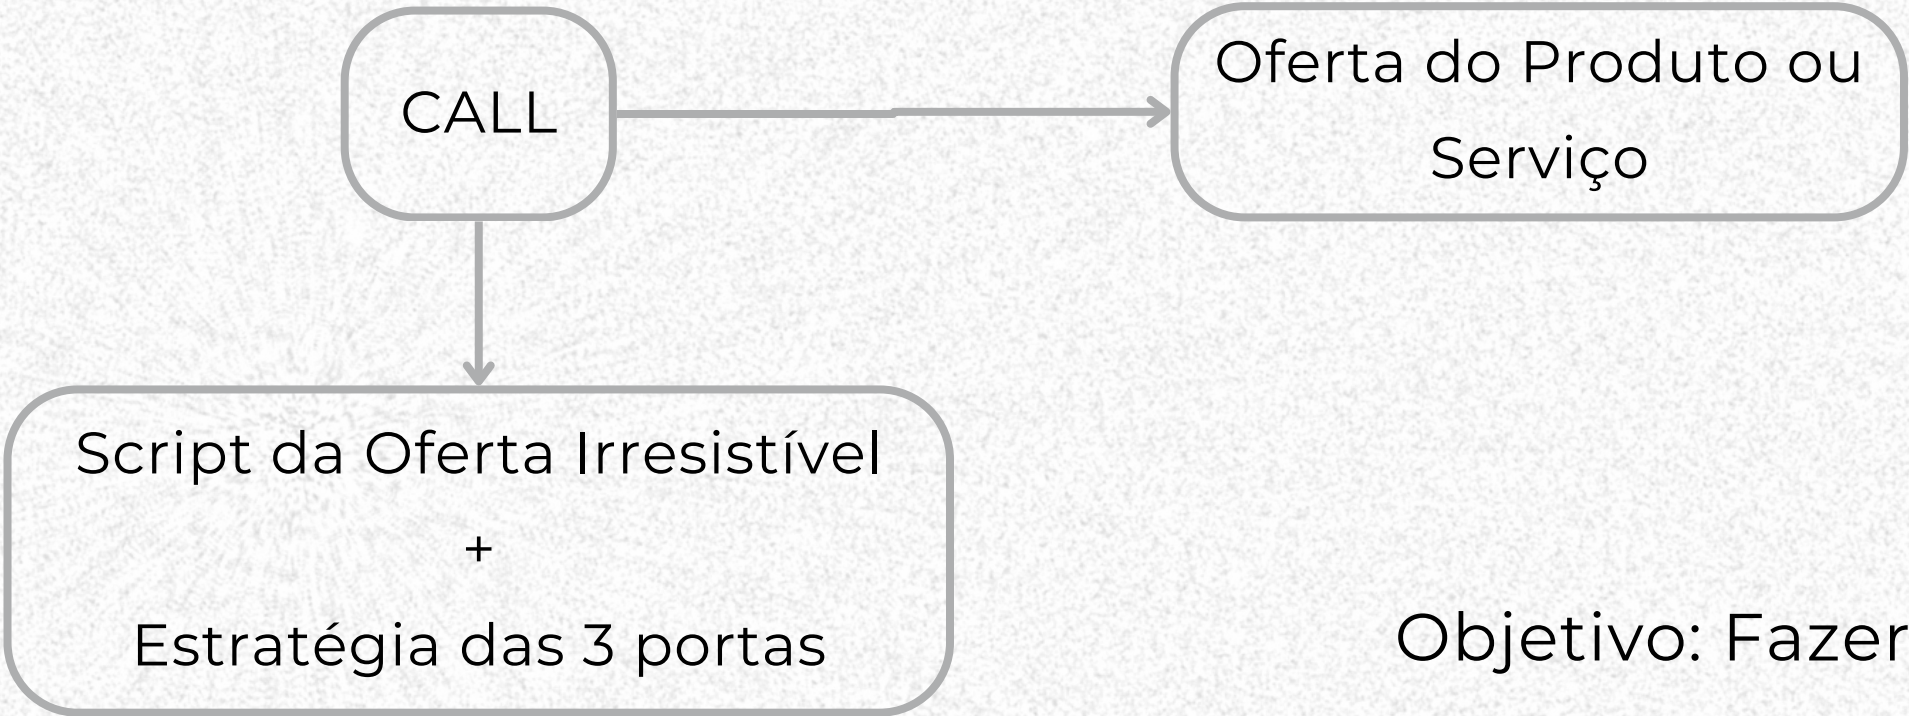 CALL
Oferta do Produto ou
Serviço
Script da Oferta Irresistível
+
Estratégia das 3 portas
Objetivo: Fazer